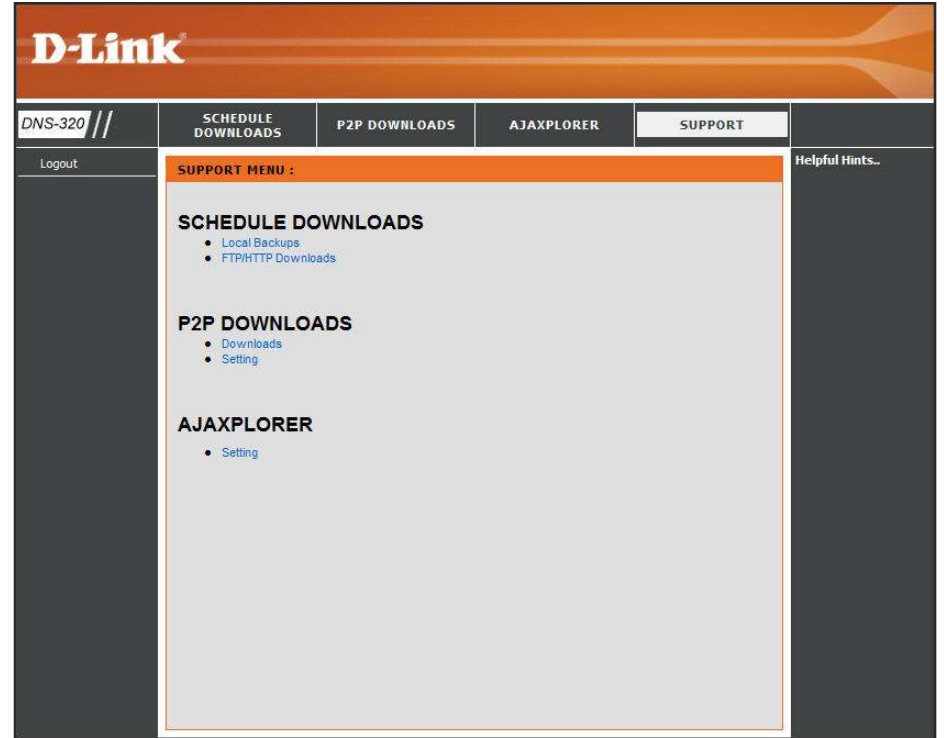 D-Link
DNS-320 //
SCHEDULE
DOWNLOADS
P2P DOWNLOADS
AJAXPLORER
SUPPORT
Logout
SUPPORT MENU :
SCHEDULE DOWNLOADS
• Local Backups
• FTP/HTTP Downloads
P2P DOWNLOADS
• Downloads
• Setting
AJAXPLORER
• Setting
Helpful Hints..